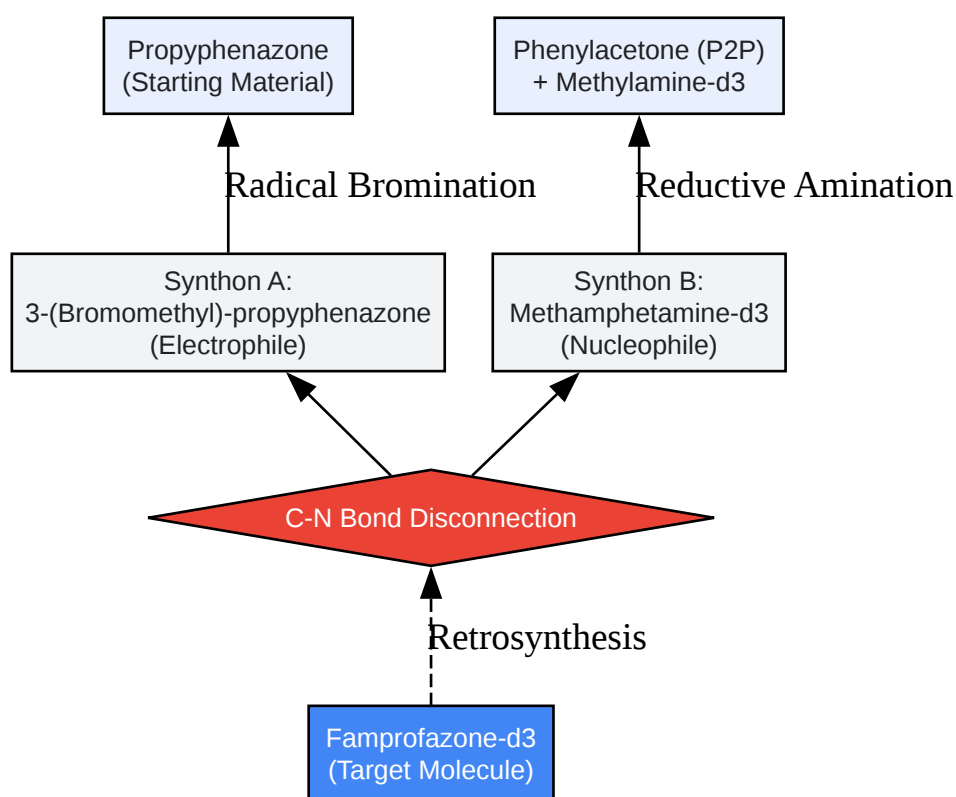 Propyphenazone
(Starting Material)
Phenylacetone (P2P)
+ Methylamine-d3
Radical Bromination
Reductive Amination
Synthon A:
3-(Bromomethyl)-propyphenazone
(Electrophile)
Synthon B:
Methamphetamine-d3
(Nucleophile)
C-N Bond Disconnection
Retrosynthesis
Famprofazone-d3
(Target Molecule)